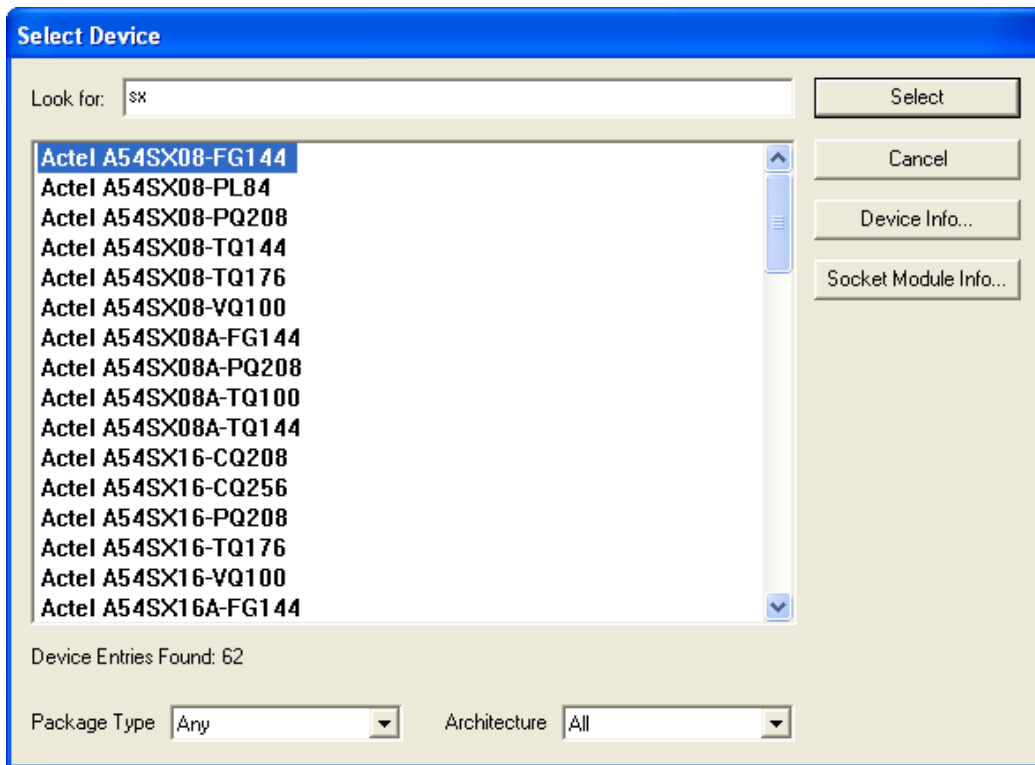 Select Device
Look for: sx
Select
Actel A54SX08-FG144
Cancel
Actel A54SX08-PL84
Actel A54SX08-PQ208
Device Info...
Actel A54SX08-TQ144
Actel A54SX08-TQ176
Socket Module Info...
Actel A54SX08-VQ100
Actel A54SX08A-FG144
Actel A54SX08A-PQ208
Actel A54SX08A-TQ100
Actel A54SX08A-TQ144
Actel A54SX16-CQ208
Actel A54SX16-CQ256
Actel A54SX16-PQ208
Actel A54SX16-TQ176
Actel A54SX16-VQ100
Actel A54SX16A-FG144
Device Entries Found: 62
Package Type Any Architecture All